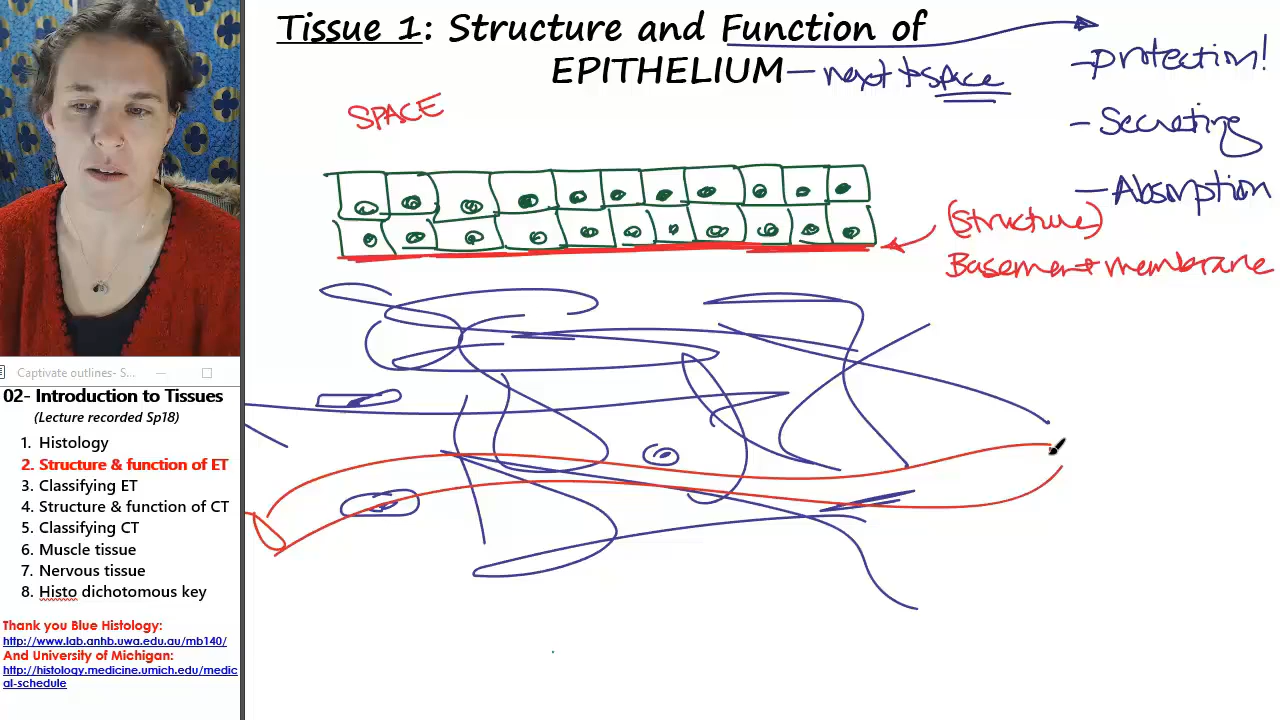 Tissue 1: Structure and Function of
EPITHELIUM – next to space
- protection!
- Secreting
- Absorption
SPACE
(Structure)
Basement membrane
Captivate outlines- S...
02- Introduction to Tissues
(Lecture recorded Sp18)
1. Histology
2. Structure & function of ET
3. Classifying ET
4. Structure & function of CT
5. Classifying CT
6. Muscle tissue
7. Nervous tissue
8. Histo dichotomous key
Thank you Blue Histology:
http://www.lab.anhb.uwa.edu.au/mb140/
And University of Michigan:
http://histology.medicine.umich.edu/medic
al-schedule